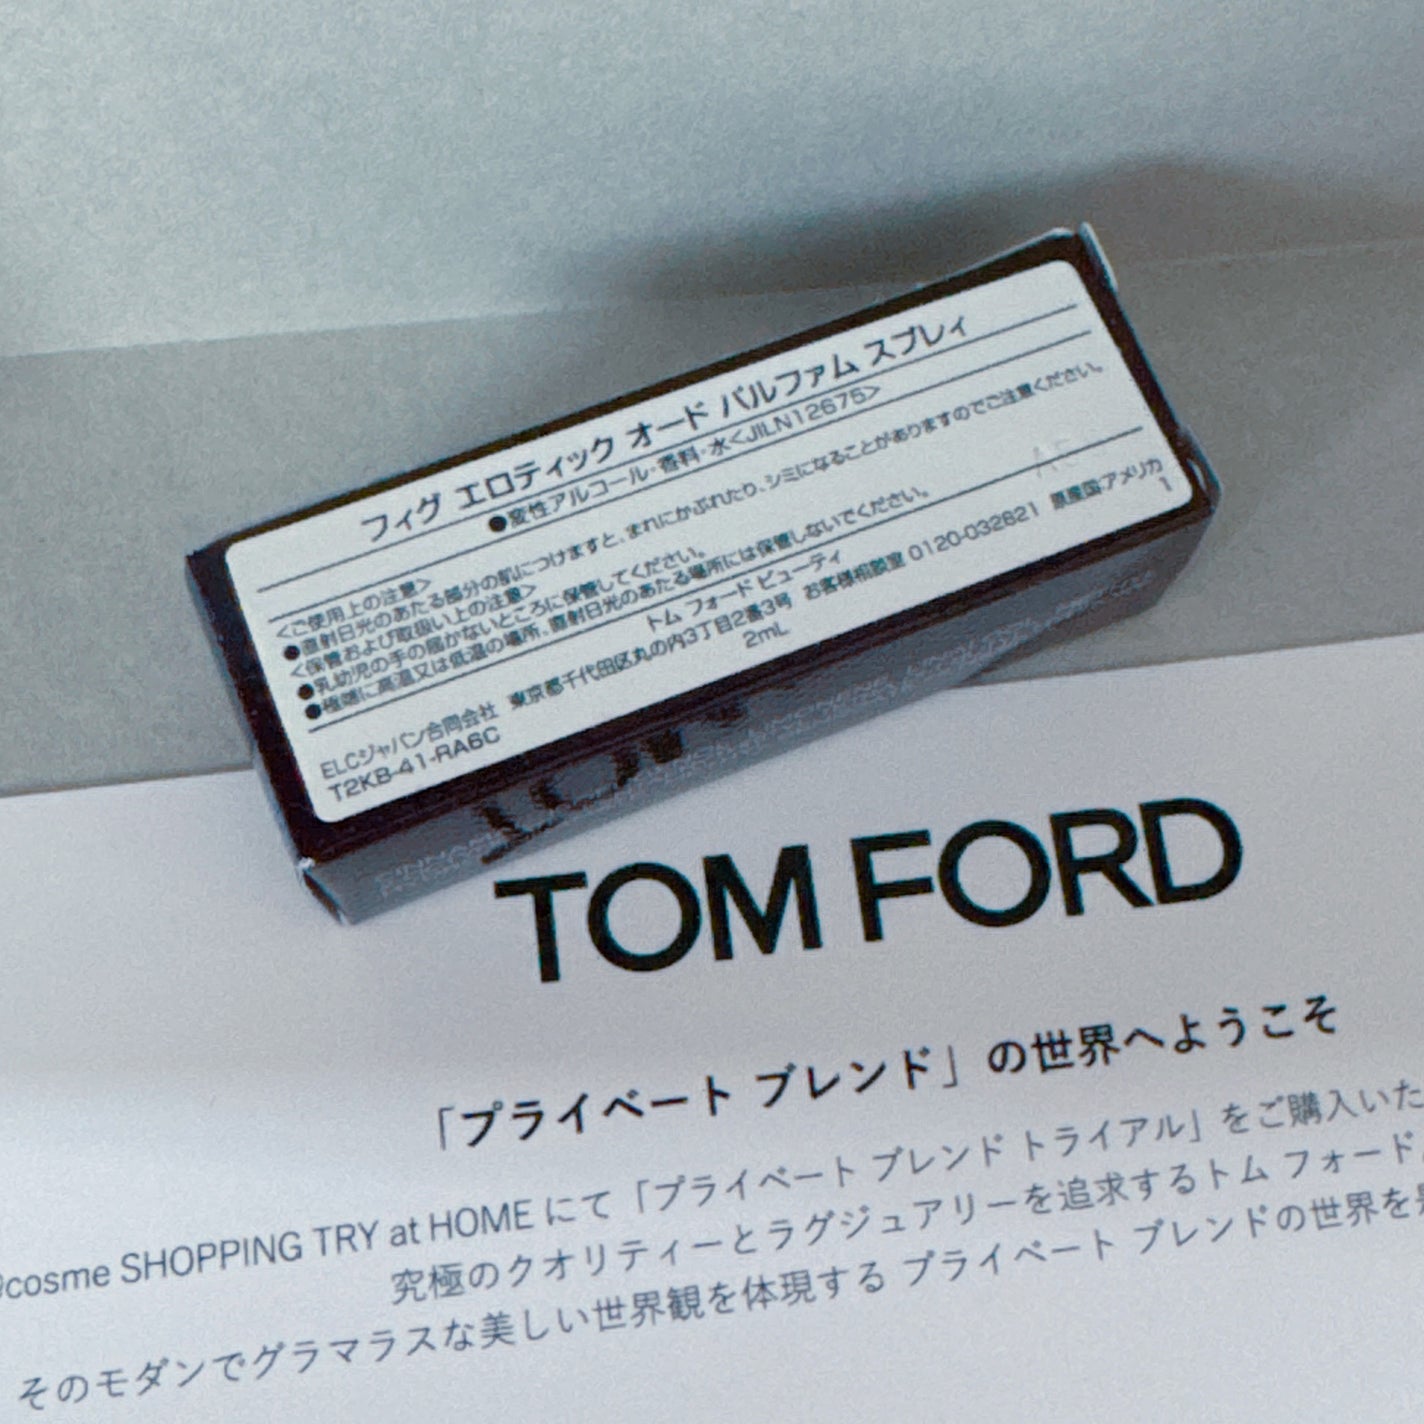 フィグ エロティック オード パルファム スプレィ
●変性アルコール・香料・水<JILN12675>
<ご使用上の注意>
●直射日光のあたる部分の肌につけますと、まれにかぶれたり、シミになることがありますのでご注意ください。
<保管および取扱い上の注意>
●乳幼児の手の届かないところに保管してください。
●極端に高温又は低温の場所、直射日光のあたる場所には保管しないでください。
トム フォード ビューティ
ELCジャパン合同会社 東京都千代田区丸の内3丁目2番3号 お客様相談室 0120-032821 原産国:アメリカ
T2KB-41-RA6C 2mL 1
TOM FORD
「プライベート ブレンド」の世界へようこそ
@cosme SHOPPING TRY at HOME にて「プライベート ブレンド トライアル」をご購入いた
究極のクオリティーとラグジュアリーを追求するトム フォード
そのモダンでグラマラスな美しい世界観を体現する プライベート ブレンドの世界を